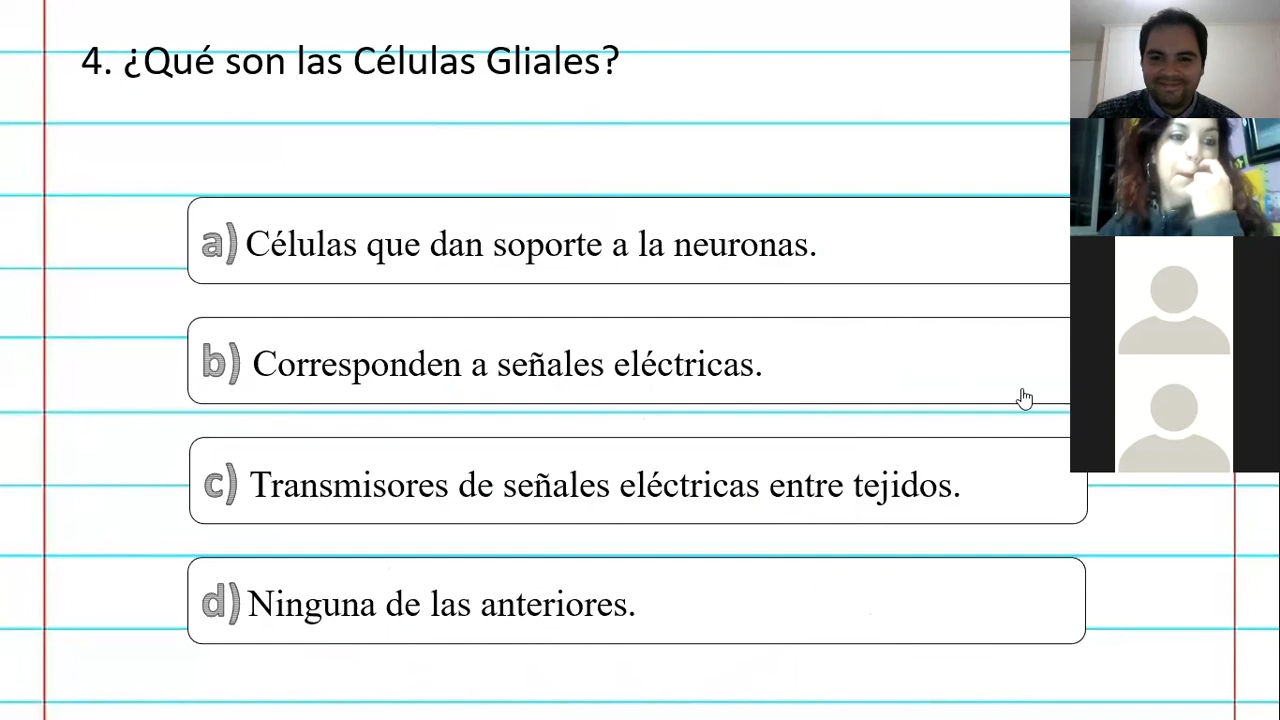 4. ¿Qué son las Células Gliales?
a) Células que dan soporte a la neuronas.
b) Corresponden a señales eléctricas.
c) Transmisores de señales eléctricas entre tejidos.
d) Ninguna de las anteriores.